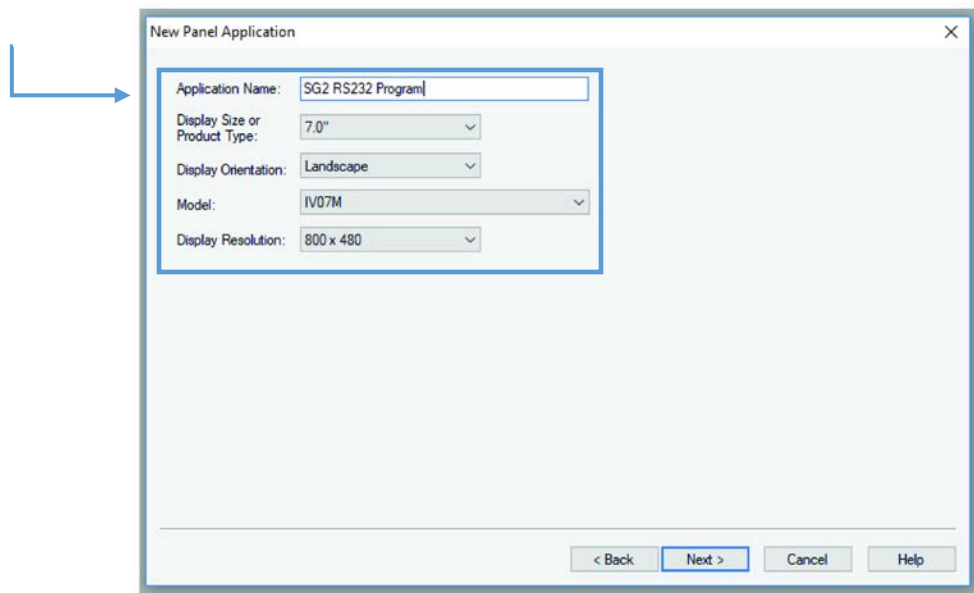 New Panel Application
Application Name: SG2 RS232 Program
Display Size or
Product Type: 7.0"
Display Orientation: Landscape
Model: IV07M
Display Resolution: 800 x 480
< Back Next > Cancel Help